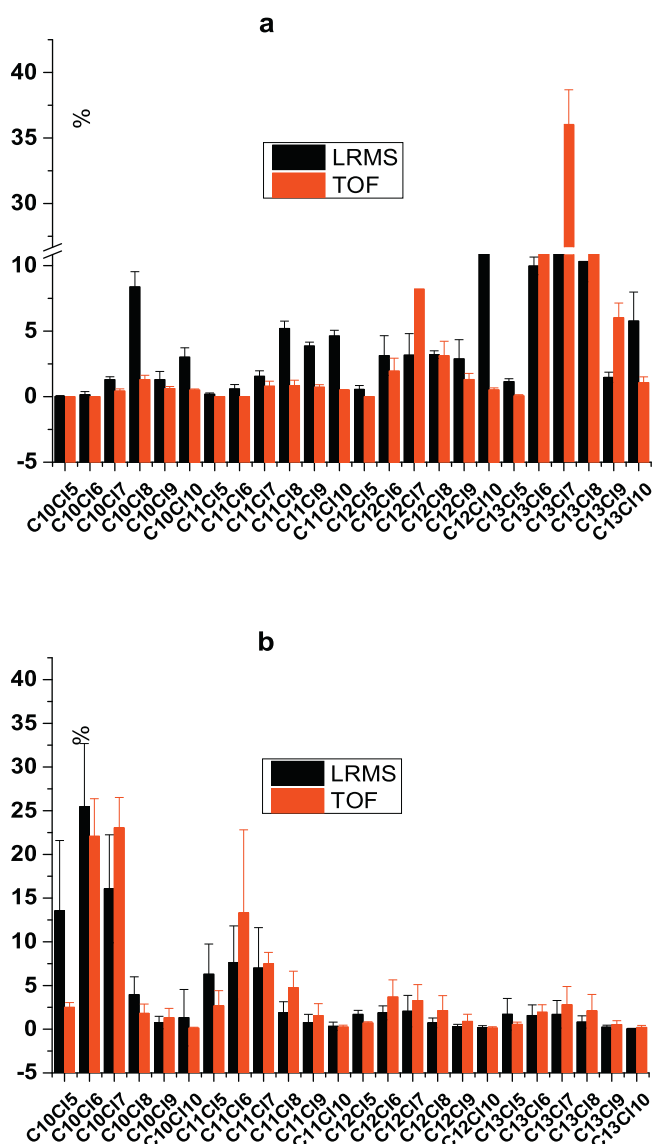 a
40
%
35
LRMS
TOF
30
10
5
0
-5
C10Cl5
C10Cl6
C10Cl7
C10Cl8
C10Cl9
C10Cl10
C11Cl5
C11Cl6
C11Cl7
C11Cl8
C11Cl9
C11Cl10
C12Cl5
C12Cl6
C12Cl7
C12Cl8
C12Cl9
C12Cl10
C13Cl5
C13Cl6
C13Cl7
C13Cl8
C13Cl9
C13Cl10
b
40
35
%
30
LRMS
TOF
25
20
15
10
5
0
-5
C10Cl5
C10Cl6
C10Cl7
C10Cl8
C10Cl9
C10Cl10
C11Cl5
C11Cl6
C11Cl7
C11Cl8
C11Cl9
C11Cl10
C12Cl5
C12Cl6
C12Cl7
C12Cl8
C12Cl9
C12Cl10
C13Cl5
C13Cl6
C13Cl7
C13Cl8
C13Cl9
C13Cl10